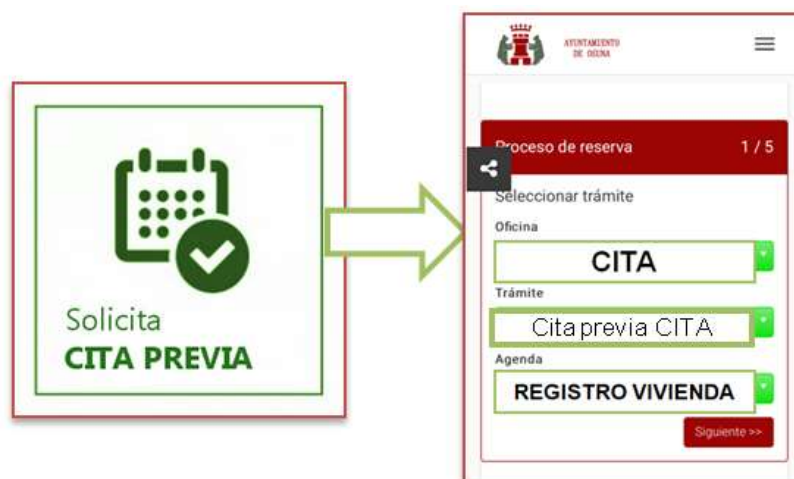 Solicita
CITA PREVIA
AYUNTAMIENTO
DE OSUNA
Proceso de reserva 1 / 5
Seleccionar trámite
Oficina
CITA
Trámite
Cita previa CITA
Agenda
REGISTRO VIVIENDA
Siguiente >>